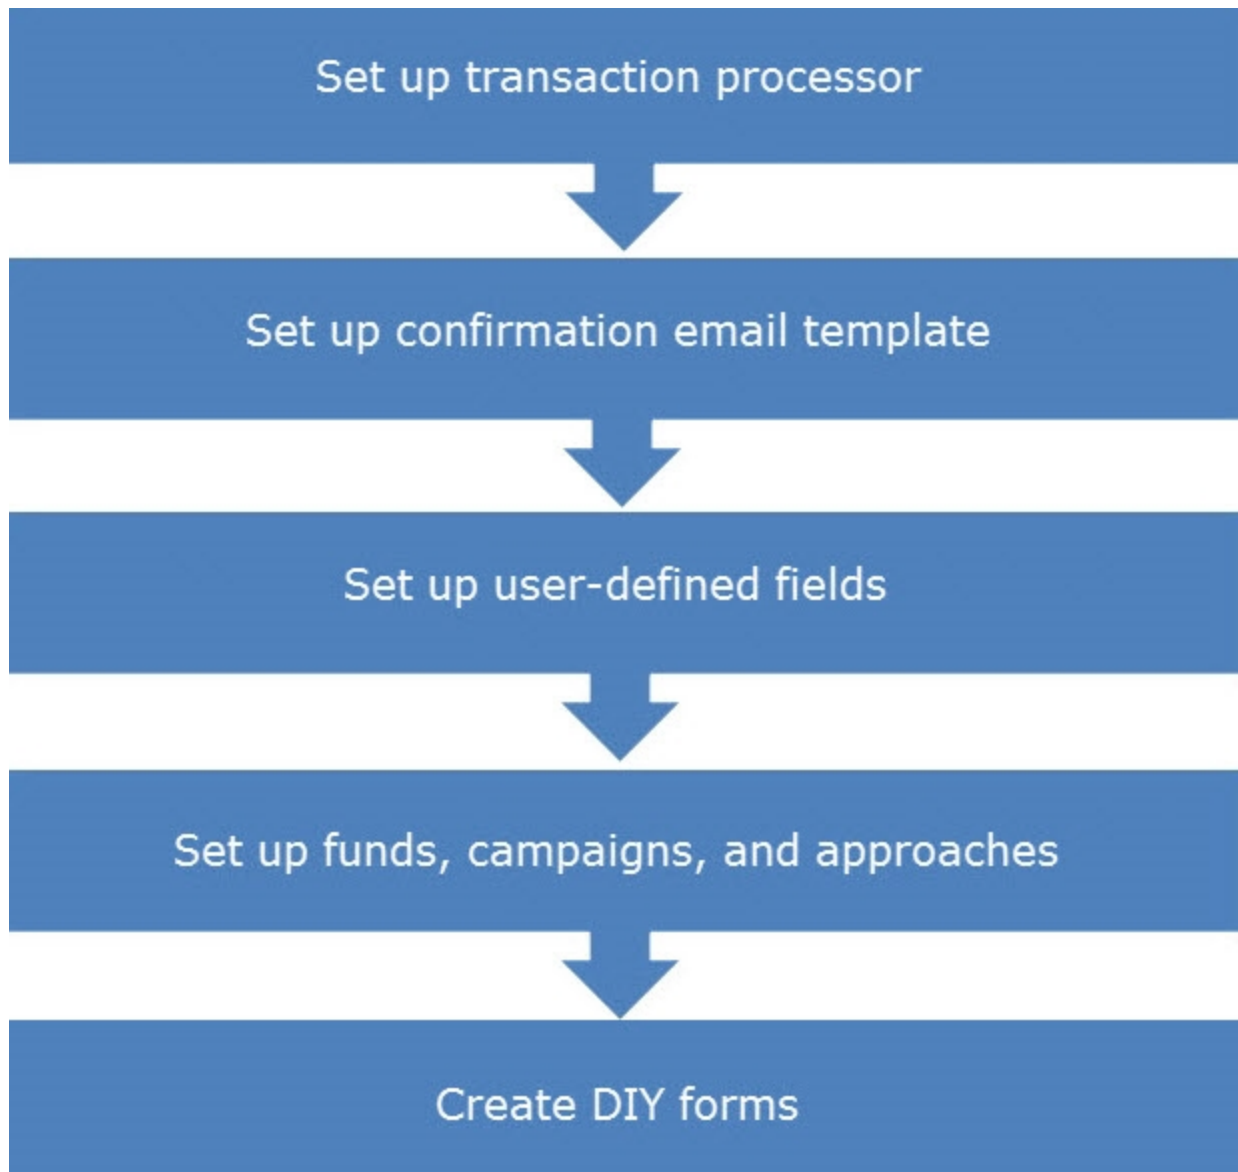 Set up transaction processor
Set up confirmation email template
Set up user-defined fields
Set up funds, campaigns, and approaches
Create DIY forms